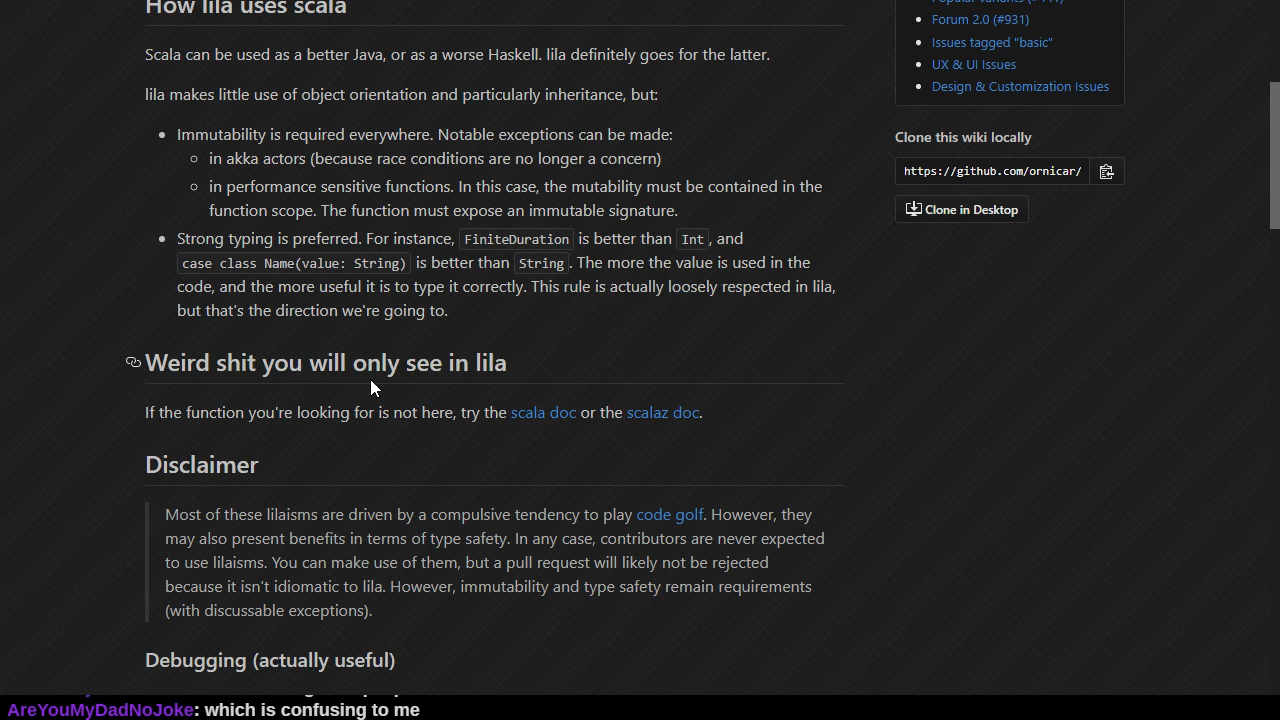 How lila uses scala
Scala can be used as a better Java, or as a worse Haskell. lila definitely goes for the latter.
lila makes little use of object orientation and particularly inheritance, but:
Immutability is required everywhere. Notable exceptions can be made:
in akka actors (because race conditions are no longer a concern)
in performance sensitive functions. In this case, the mutability must be contained in the
function scope. The function must expose an immutable signature.
Strong typing is preferred. For instance, FiniteDuration is better than Int, and
case class Name(value: String) is better than String. The more the value is used in the
code, and the more useful it is to type it correctly. This rule is actually loosely respected in lila,
but that's the direction we're going to.
Weird shit you will only see in lila
If the function you're looking for is not here, try the scala doc or the scalaz doc.
Disclaimer
Most of these lilaisms are driven by a compulsive tendency to play code golf. However, they
may also present benefits in terms of type safety. In any case, contributors are never expected
to use lilaisms. You can make use of them, but a pull request will likely not be rejected
because it isn't idiomatic to lila. However, immutability and type safety remain requirements
(with discussable exceptions).
Debugging (actually useful)
Forum 2.0 (#931)
Issues tagged "basic"
UX & UI Issues
Design & Customization Issues
Clone this wiki locally
https://github.com/ornicar/
Clone in Desktop
AreYouMyDadNoJoke: which is confusing to me